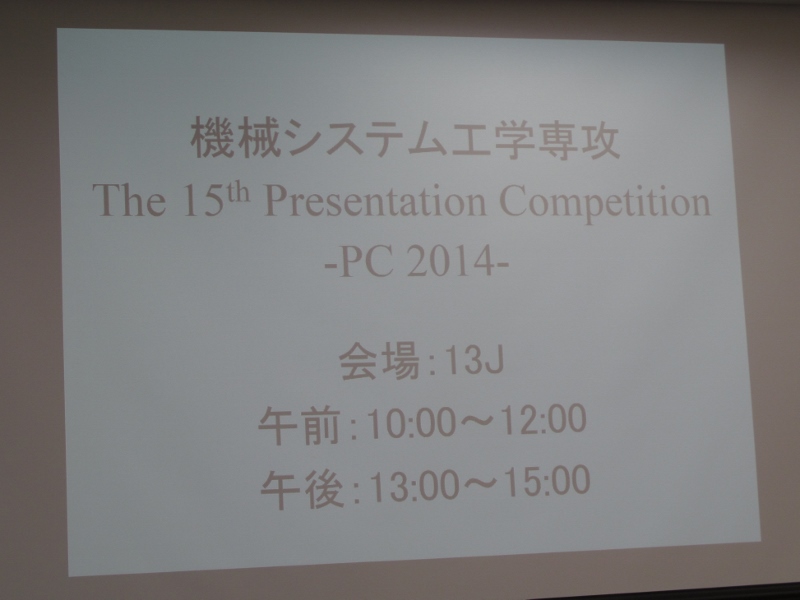 機械システム工学専攻
The 15th Presentation Competition
-PC 2014-
会場：13J
午前：10:00～12:00
午後：13:00～15:00